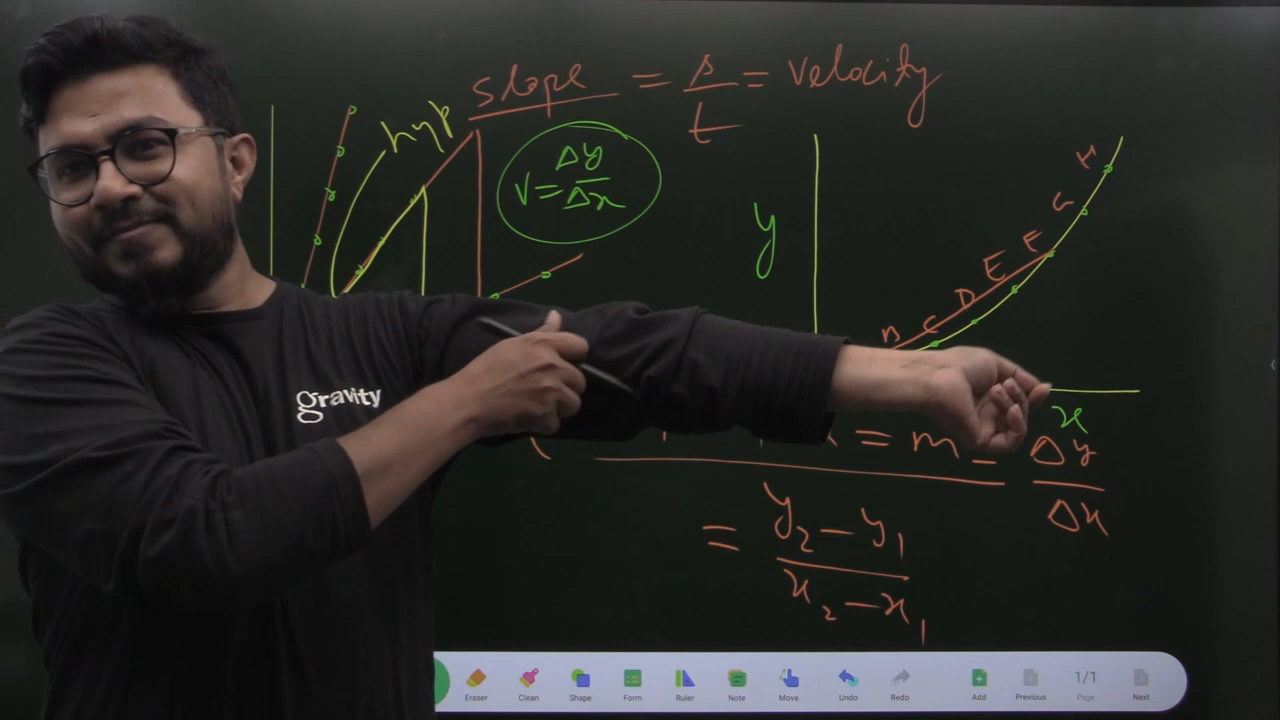 slope = s/t = velocity
hyp
V = Δy/Δx
y
B C D E F G H
x
= m = Δy/Δx
= y₂ - y₁ / x₂ - x₁
gravity
Eraser Clean Shape Form Ruler Note Move Undo Redo Add Previous 1/1 Page Next